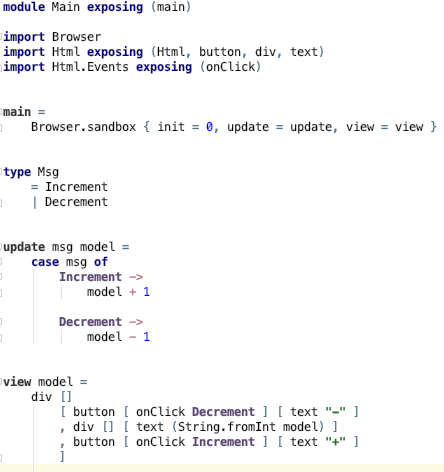 module Main exposing (main)
import Browser
import Html exposing (Html, button, div, text)
import Html.Events exposing (onClick)
main =
    Browser.sandbox { init = 0, update = update, view = view }
type Msg
    = Increment
    | Decrement
update msg model =
    case msg of
        Increment ->
            model + 1
        Decrement ->
            model - 1
view model =
    div []
        [ button [ onClick Decrement ] [ text "-" ]
        , div [] [ text (String.fromInt model) ]
        , button [ onClick Increment ] [ text "+" ]
        ]